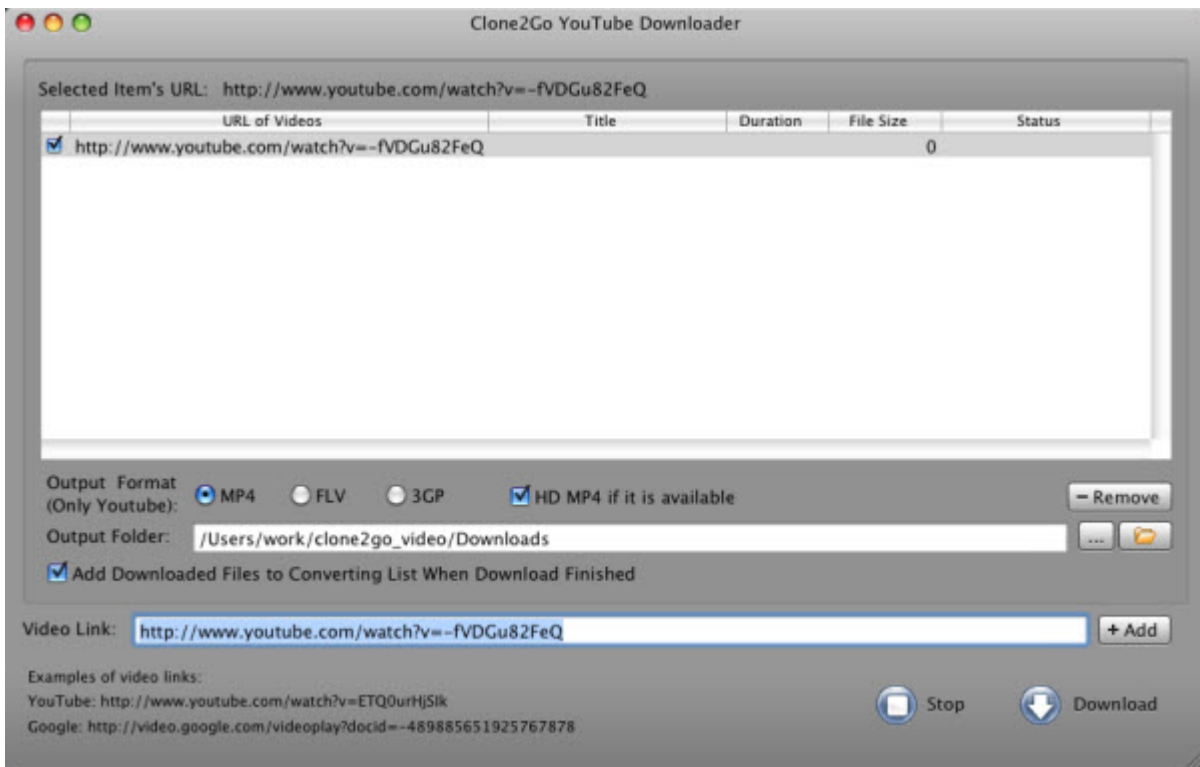 Clone2Go YouTube Downloader
Selected Item's URL: http://www.youtube.com/watch?v=-fVDGu82FeQ
URL of Videos Title Duration File Size Status
http://www.youtube.com/watch?v=-fVDGu82FeQ 0
Output Format
(Only Youtube): MP4 FLV 3GP HD MP4 if it is available - Remove
Output Folder: /Users/work/clone2go_video/Downloads ...
Add Downloaded Files to Converting List When Download Finished
Video Link: http://www.youtube.com/watch?v=-fVDGu82FeQ + Add
Examples of video links:
YouTube: http://www.youtube.com/watch?v=ETQ0urHjSIk
Google: http://video.google.com/videoplay?docid=-489885651925767878
Stop Download